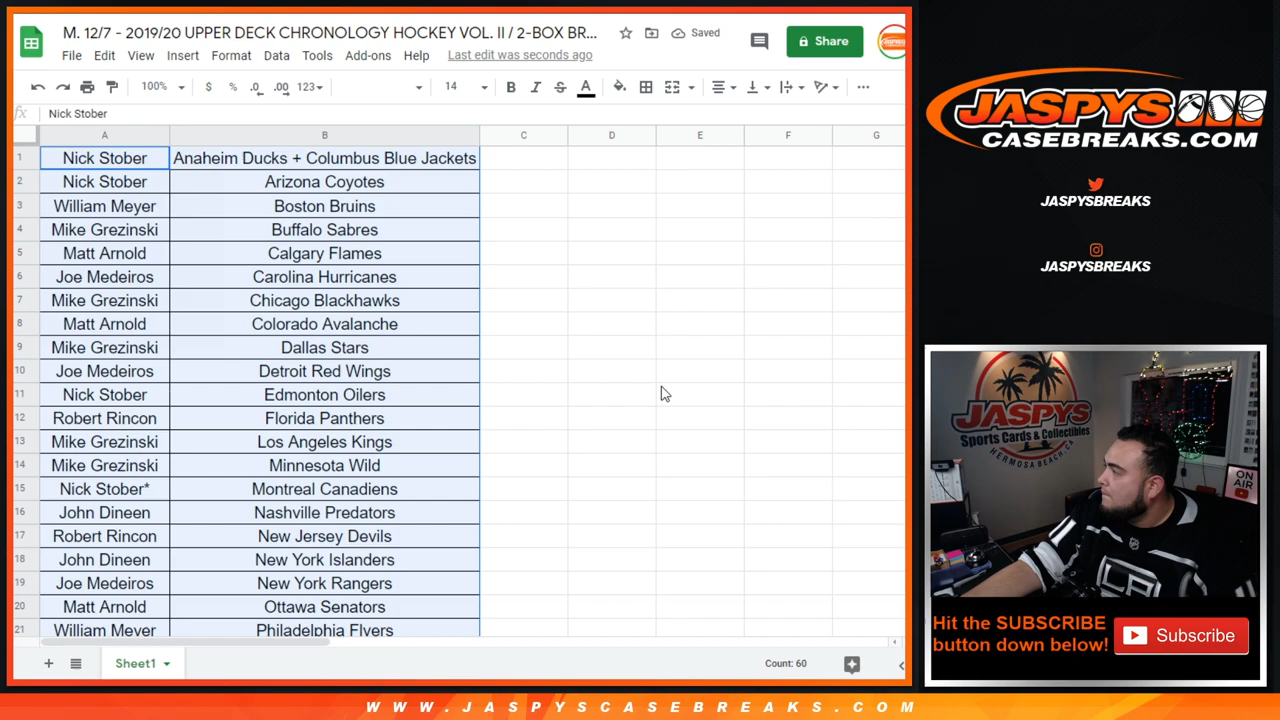 M. 12/7 - 2019/20 UPPER DECK CHRONOLOGY HOCKEY VOL. II / 2-BOX BR...
Saved
Share
File Edit View Insert Format Data Tools Add-ons Help Last edit was seconds ago
100% $ % .0 .00 123 14 B I S A
fx Nick Stober
A B C D E F G
1 Nick Stober Anaheim Ducks + Columbus Blue Jackets
2 Nick Stober Arizona Coyotes
3 William Meyer Boston Bruins
4 Mike Grezinski Buffalo Sabres
5 Matt Arnold Calgary Flames
6 Joe Medeiros Carolina Hurricanes
7 Mike Grezinski Chicago Blackhawks
8 Matt Arnold Colorado Avalanche
9 Mike Grezinski Dallas Stars
10 Joe Medeiros Detroit Red Wings
11 Nick Stober Edmonton Oilers
12 Robert Rincon Florida Panthers
13 Mike Grezinski Los Angeles Kings
14 Mike Grezinski Minnesota Wild
15 Nick Stober* Montreal Canadiens
16 John Dineen Nashville Predators
17 Robert Rincon New Jersey Devils
18 John Dineen New York Islanders
19 Joe Medeiros New York Rangers
20 Matt Arnold Ottawa Senators
21 William Meyer Philadelphia Flyers
Sheet1
Count: 60
JASPYS
CASEBREAKS.COM
JASPYSBREAKS
JASPYSBREAKS
JASPYS
Sports Cards & Collectibles
HERMOSA BEACH, CA
ON
AIR
LA
Hit the SUBSCRIBE
button down below!
Subscribe
WWW.JASPYSCASEBREAKS.COM